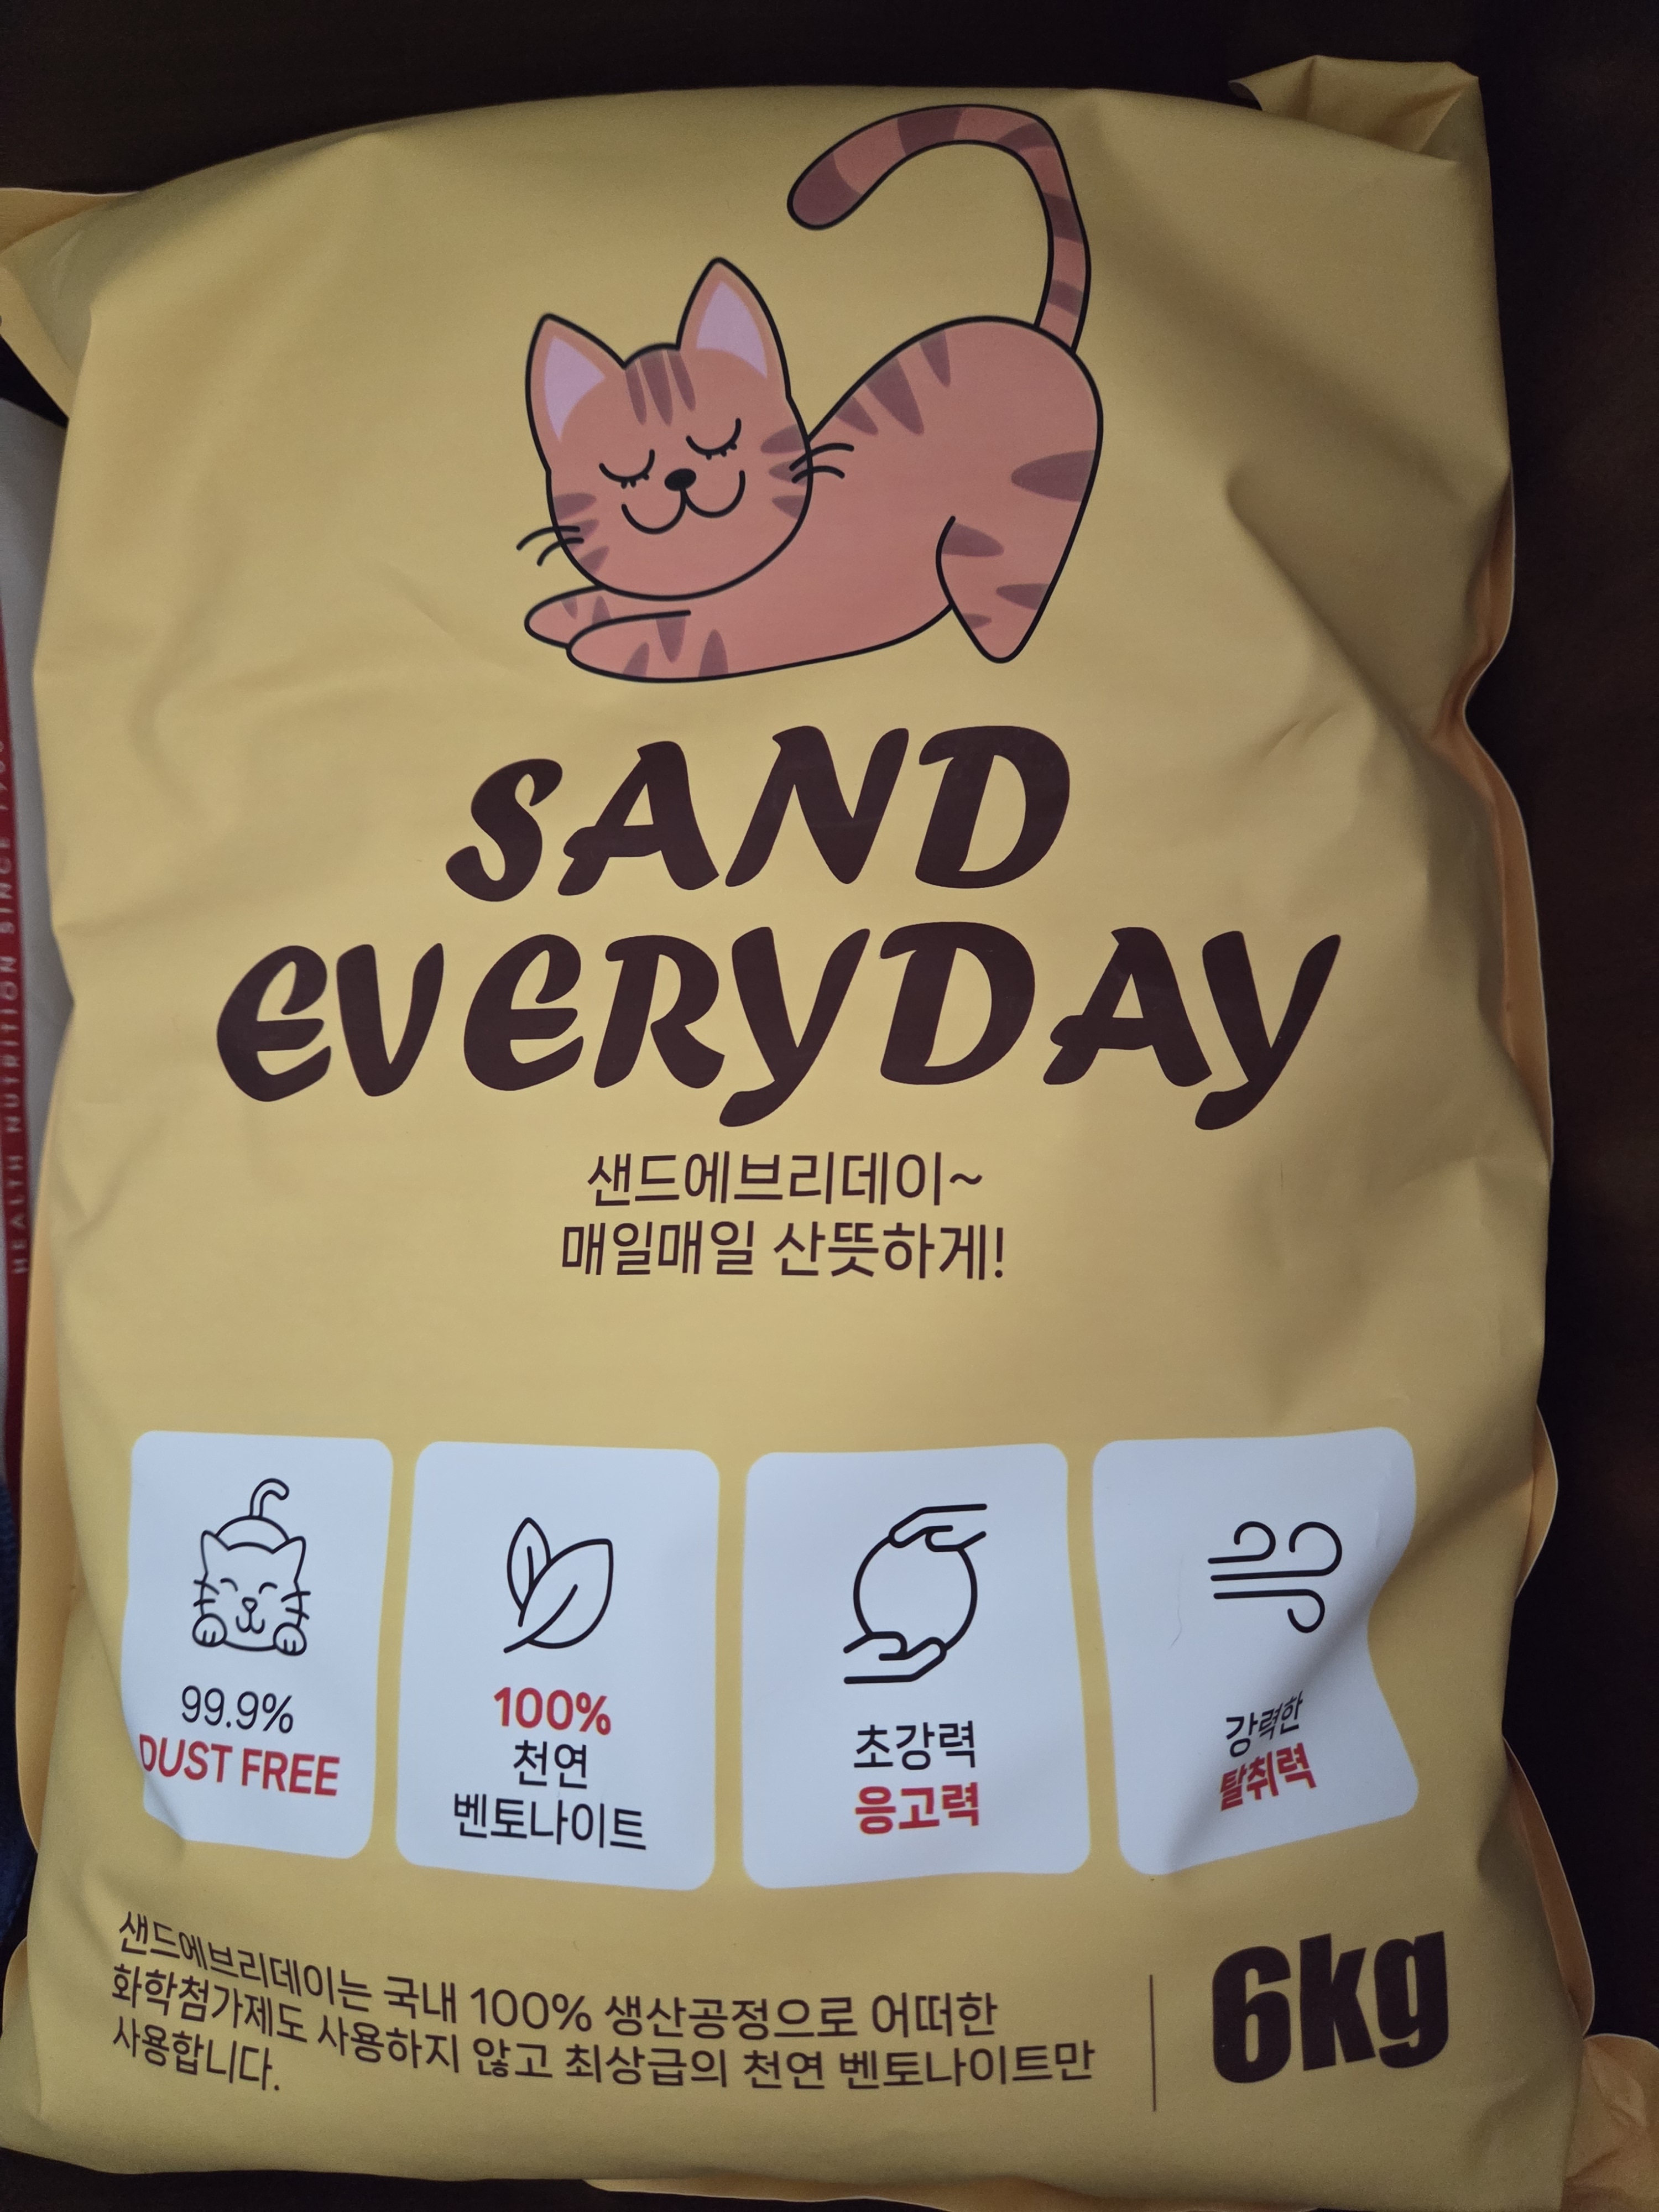 SAND
EVERYDAY
샌드에브리데이~
매일매일 산뜻하게!
99.9%
DUST FREE
100%
천연
벤토나이트
초강력
응고력
강력한
탈취력
샌드에브리데이는 국내 100% 생산공정으로 어떠한
화학첨가제도 사용하지 않고 최상급의 천연 벤토나이트만
사용합니다.
6kg
HEALTH NUTRITION SINCE